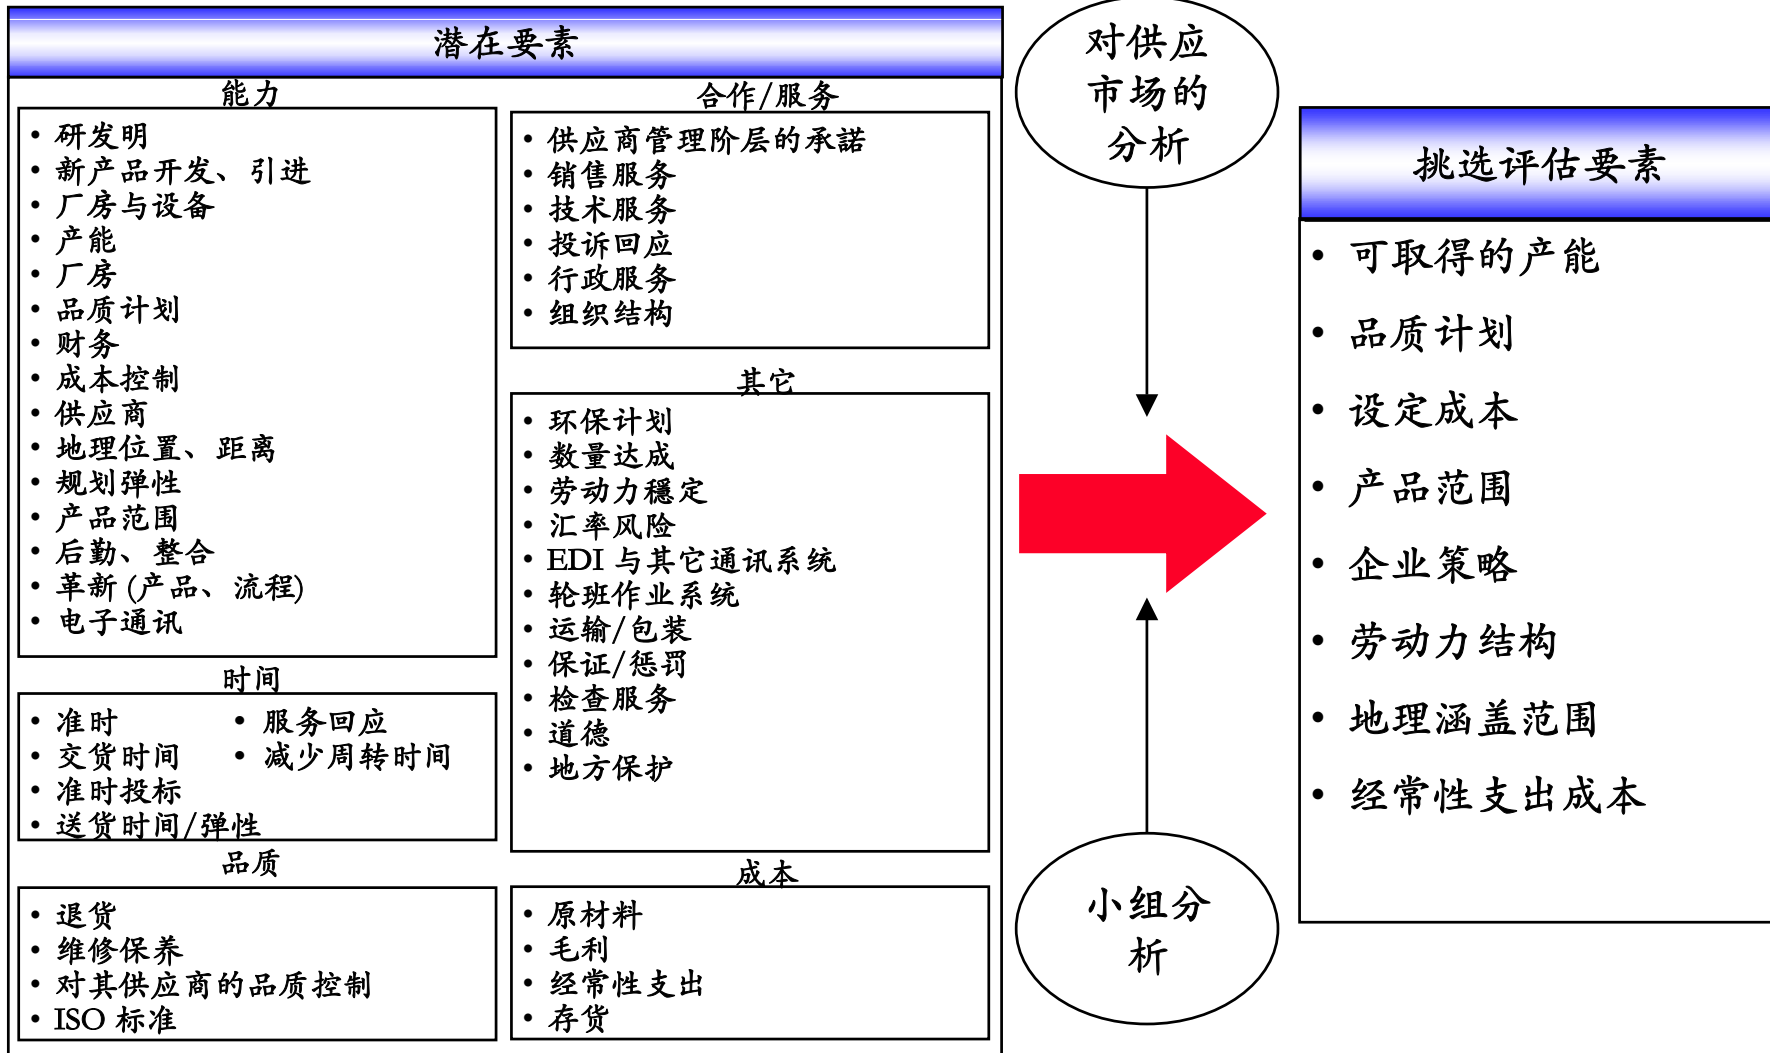 潜在要素
能力
• 研发明
• 新产品开发、引进
• 厂房与设备
• 产能
• 厂房
• 品质计划
• 财务
• 成本控制
• 供应商
• 地理位置、距离
• 规划弹性
• 产品范围
• 后勤、整合
• 革新 (产品、流程)
• 电子通讯
时间
• 准时
• 交货时间
• 准时投标
• 送货时间/弹性
• 服务回应
• 减少周转时间
品质
• 退货
• 维修保养
• 对其供应商的品质控制
• ISO 标准
合作/服务
• 供应商管理阶层的承諾
• 销售服务
• 技术服务
• 投诉回应
• 行政服务
• 组织结构
其它
• 环保计划
• 数量达成
• 劳动力穩定
• 汇率风险
• EDI 与其它通讯系统
• 轮班作业系统
• 运输/包装
• 保证/惩罚
• 检查服务
• 道德
• 地方保护
成本
• 原材料
• 毛利
• 经常性支出
• 存货
对供应
市场的
分析
小组分
析
挑选评估要素
• 可取得的产能
• 品质计划
• 设定成本
• 产品范围
• 企业策略
• 劳动力结构
• 地理涵盖范围
• 经常性支出成本